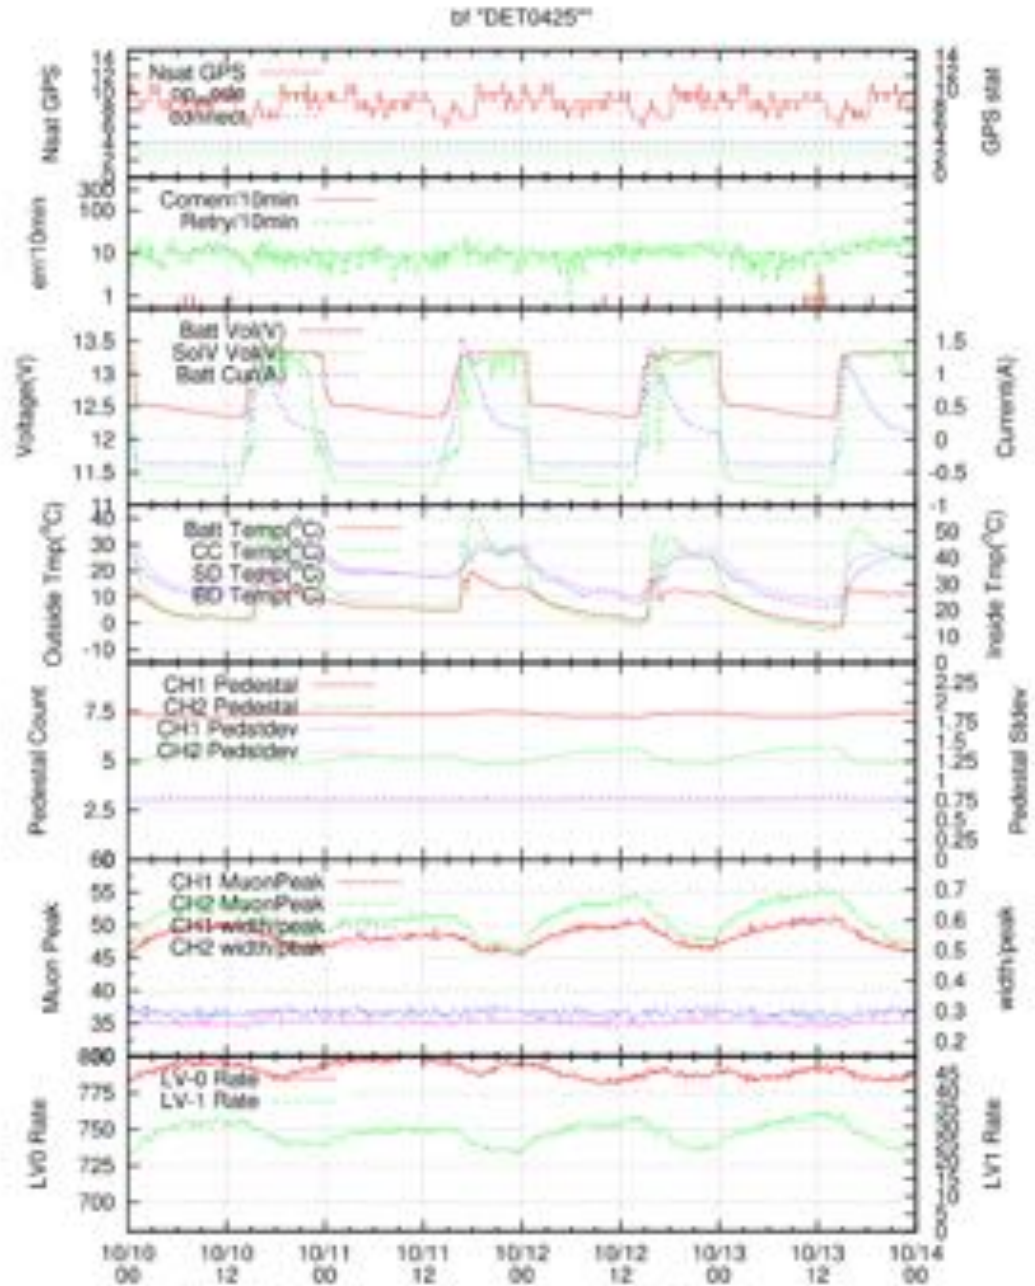 bf "DET0425""
Nsat GPS
GPS stat
Nsat GPS
connect
err/10min
300
100
10
1
Comerr/10min
Retry/10min
Voltage(V)
Current(A)
Batt Vol(V)
SolV Vol(V)
Batt Cur(A)
13.5
13
12.5
12
11.5
11
1.5
1
0.5
0
-0.5
-1
Outside Tmp(°C)
Inside Tmp(°C)
Batt Temp(°C)
CC Temp(°C)
SD Temp(°C)
BD Temp(°C)
40
30
20
10
0
-10
50
40
30
20
10
0
Pedestal Count
Pedestal Stdev
CH1 Pedestal
CH2 Pedestal
CH1 Pedstdev
CH2 Pedstdev
7.5
5
2.5
2.25
1.75
1.25
1
0.75
0.25
0
Muon Peak
width/peak
CH1 MuonPeak
CH2 MuonPeak
CH1 width/peak
CH2 width/peak
60
55
50
45
40
35
0.7
0.6
0.5
0.4
0.3
0.2
LV0 Rate
LV1 Rate
LV-0 Rate
LV-1 Rate
800
775
750
725
700
10/10 10/10 10/11 10/11 10/12 10/12 10/13 10/13 10/14
00 12 00 12 00 12 00 12 00